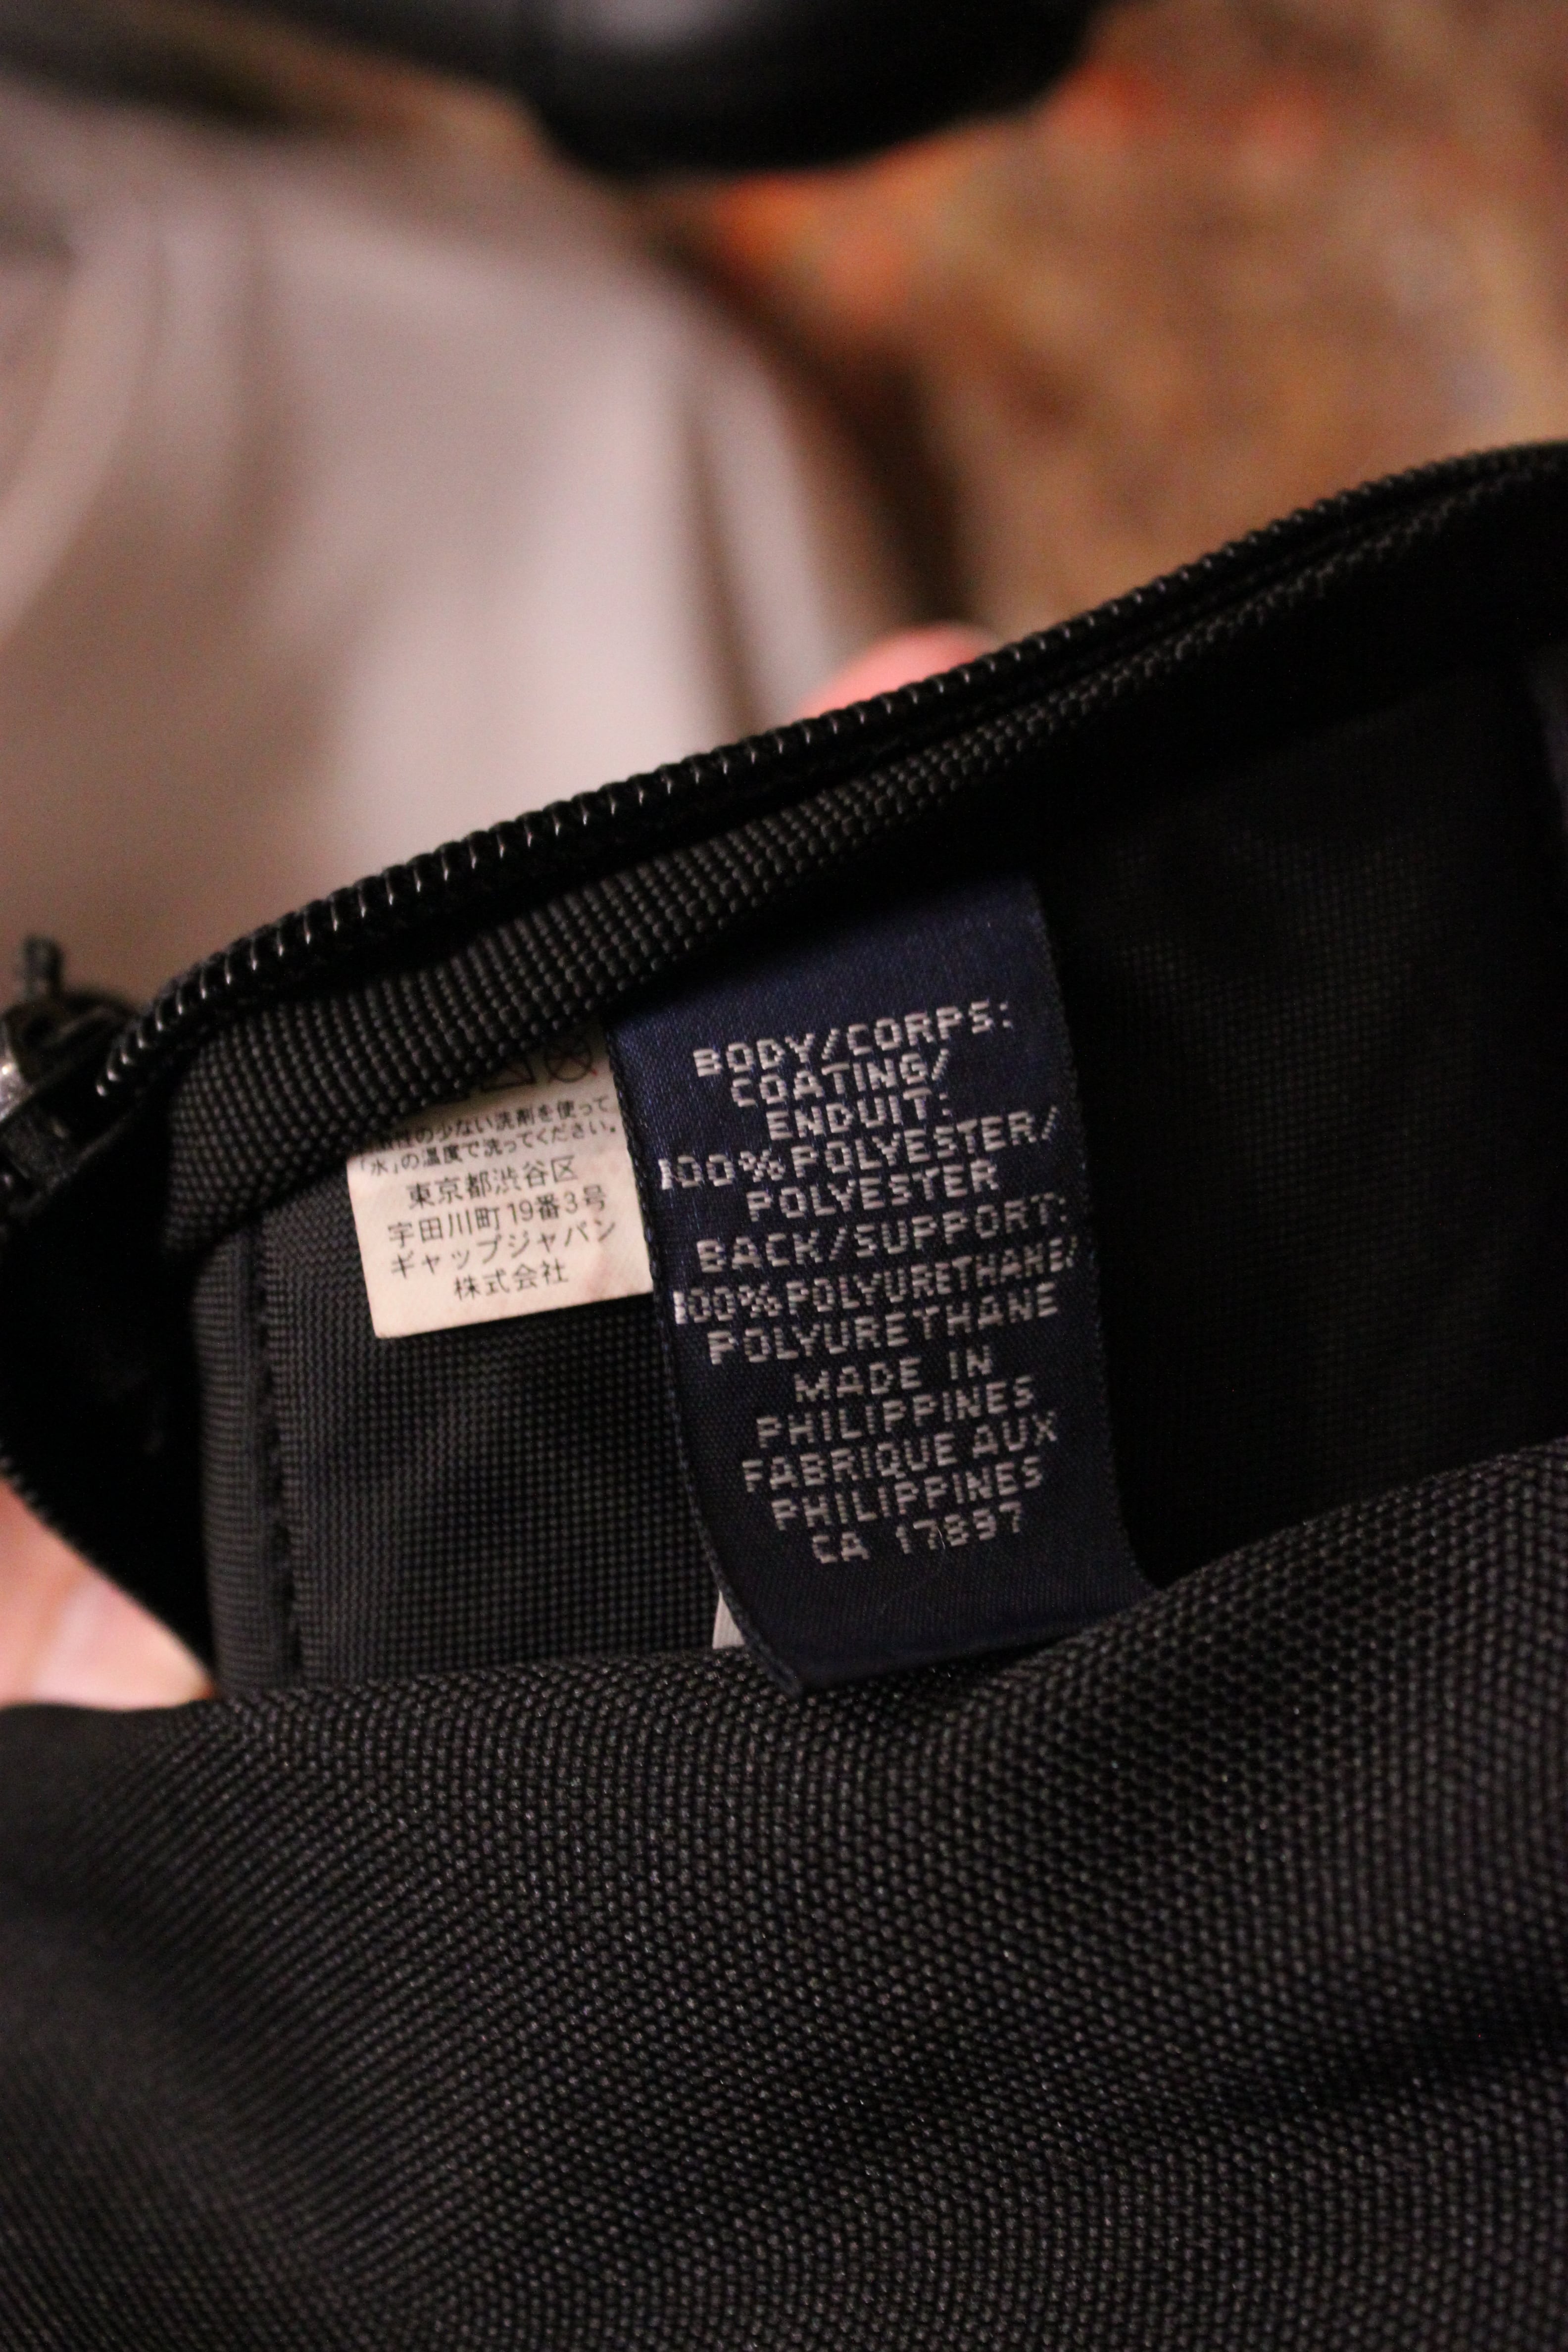 性の少ない洗剤を使って
「水」の温度で洗ってください。
東京都渋谷区
宇田川町19番3号
ギャップジャパン
株式会社
BODY/CORPS:
COATING/
ENDUIT:
100%POLYESTER/
POLYESTER
BACK/SUPPORT:
100%POLYURETHANE/
POLYURETHANE
MADE IN
PHILIPPINES
FABRIQUE AUX
PHILIPPINES
CA 17897